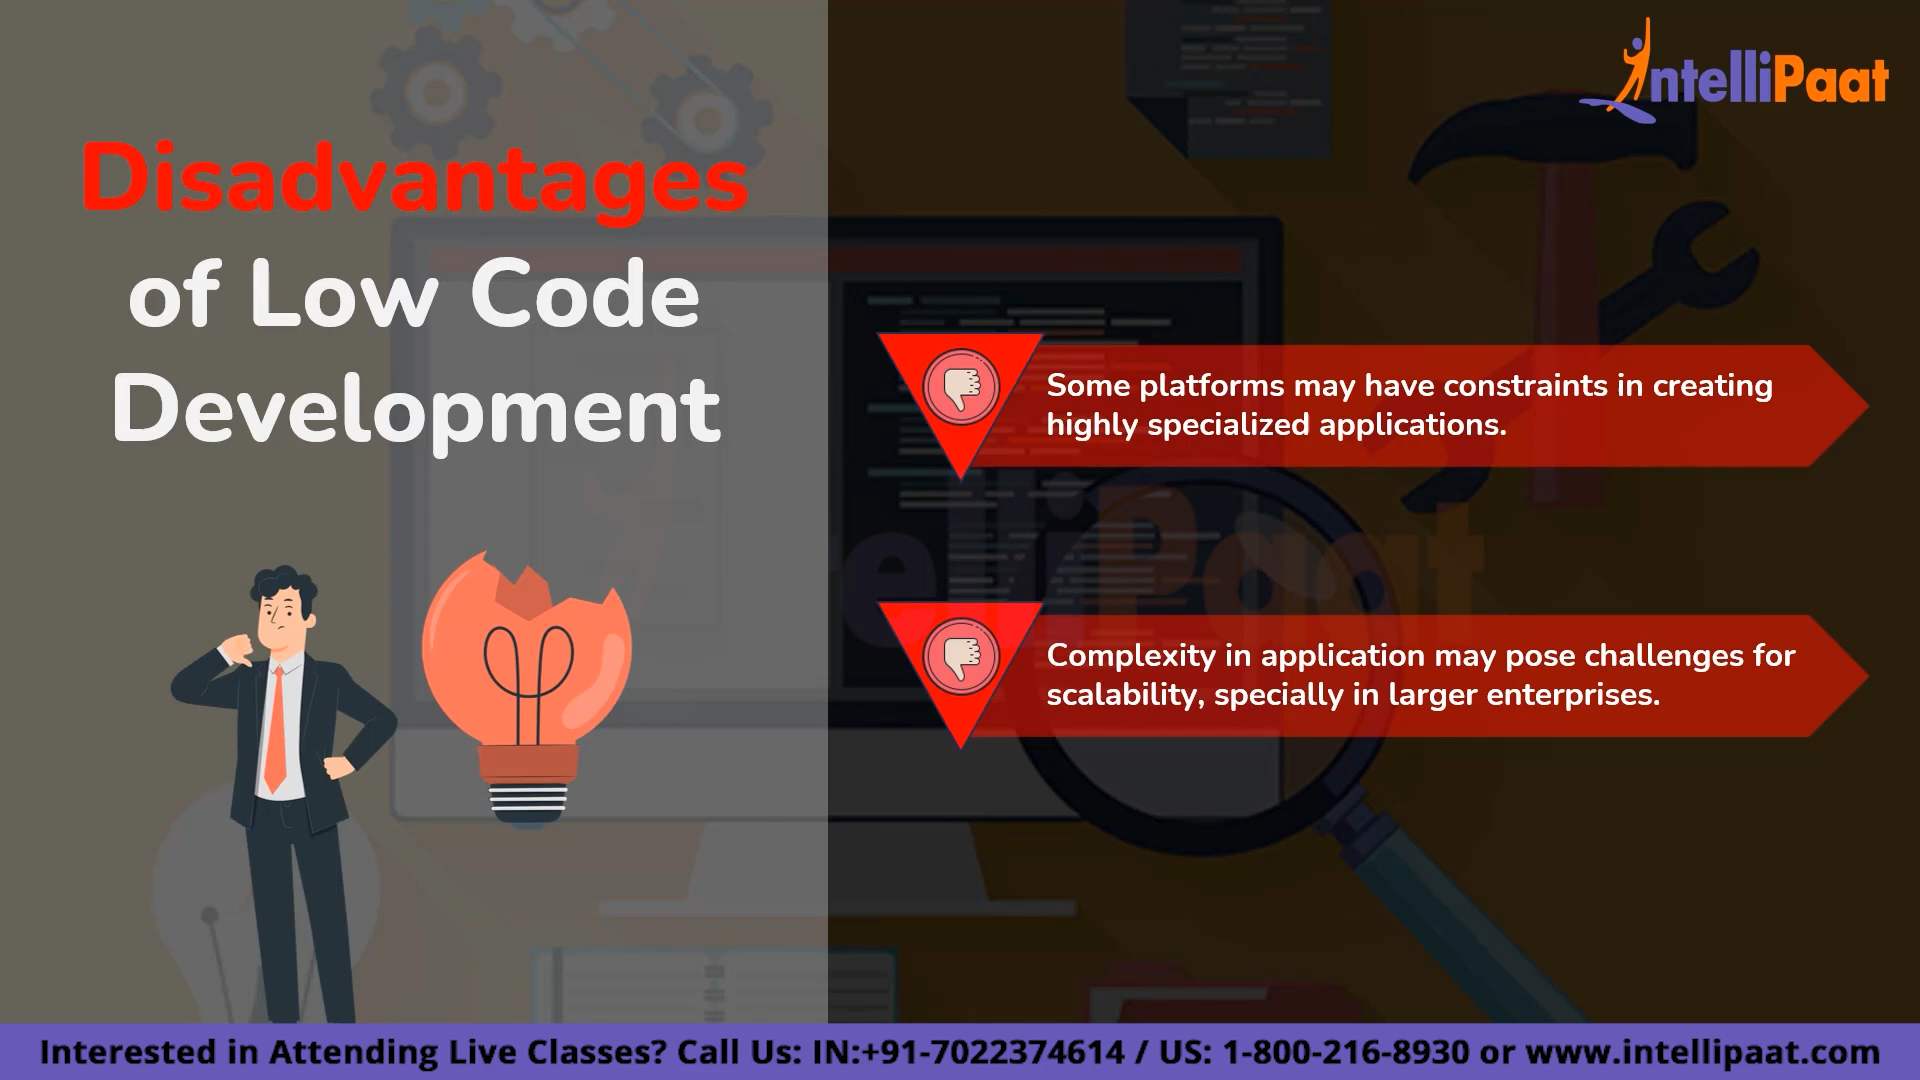 IntelliPaat
Disadvantages
of Low Code
Development
Some platforms may have constraints in creating
highly specialized applications.
Complexity in application may pose challenges for
scalability, specially in larger enterprises.
Interested in Attending Live Classes? Call Us: IN:+91-7022374614 / US: 1-800-216-8930 or www.intellipaat.com